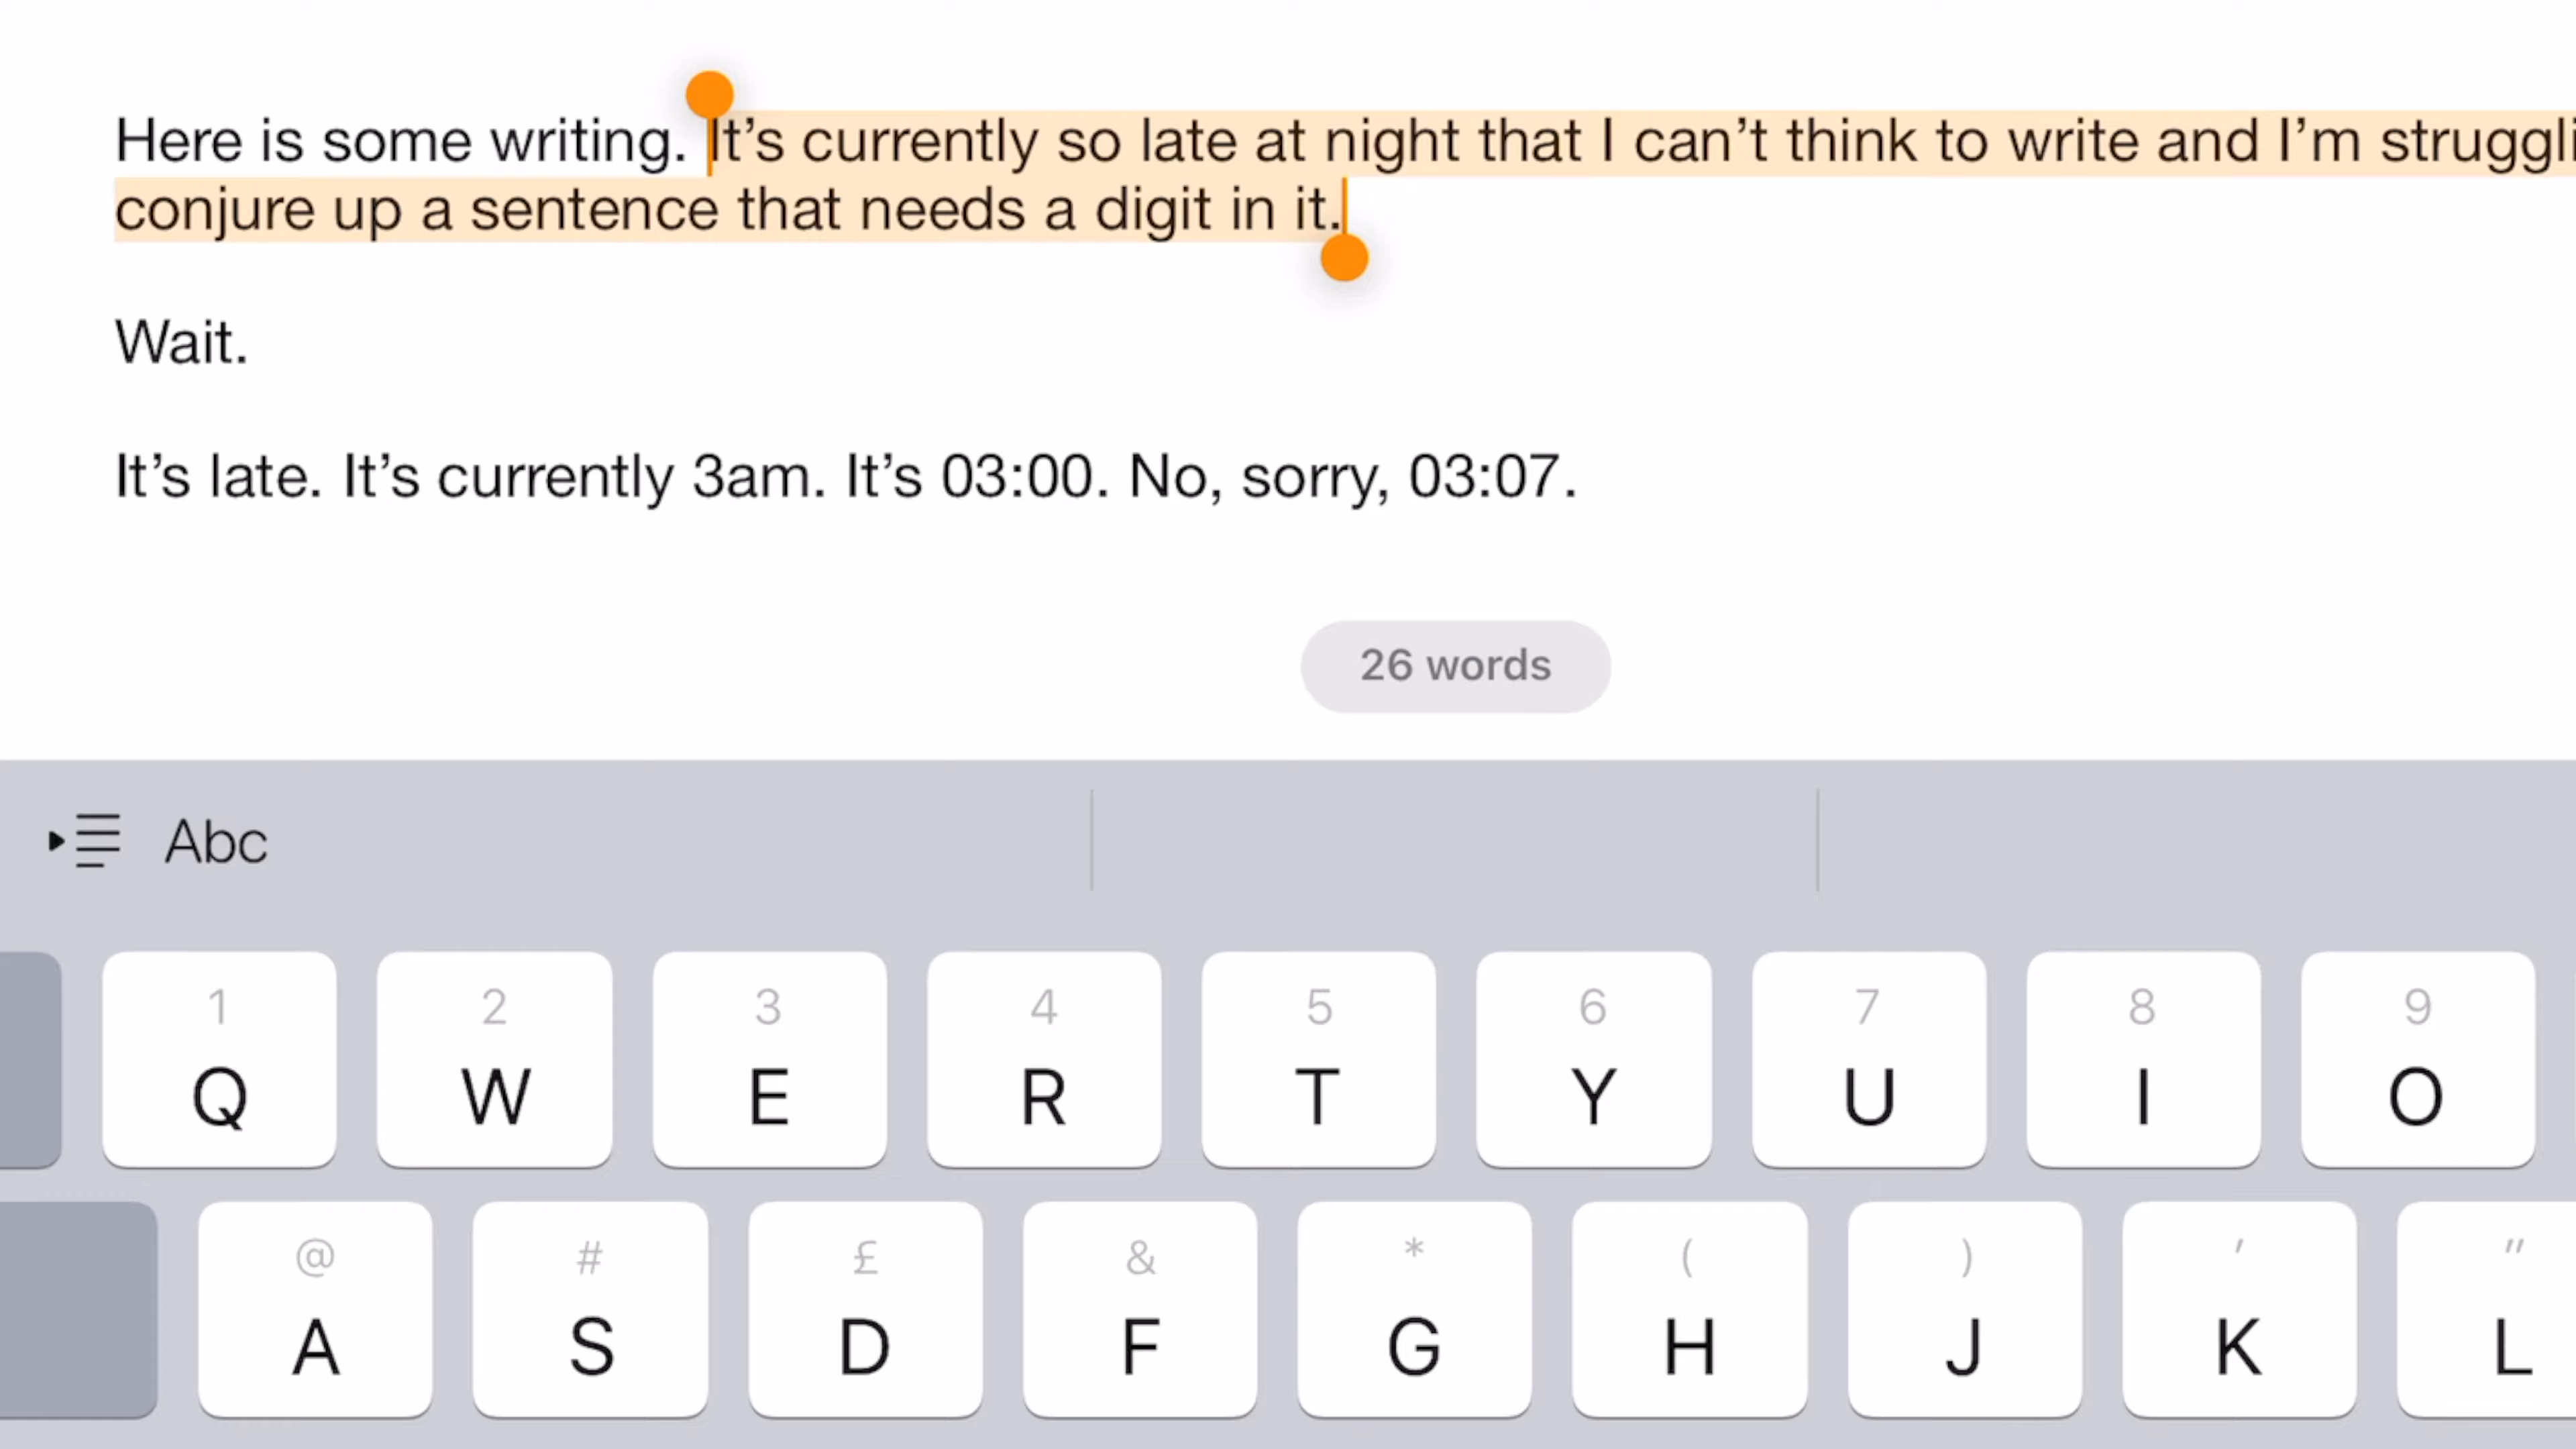 Here is some writing. It’s currently so late at night that I can’t think to write and I’m struggli
conjure up a sentence that needs a digit in it.
Wait.
It’s late. It’s currently 3am. It’s 03:00. No, sorry, 03:07.
26 words
Abc
1 2 3 4 5 6 7 8 9
Q W E R T Y U I O
@ # £ & * ( ) ' "
A S D F G H J K L